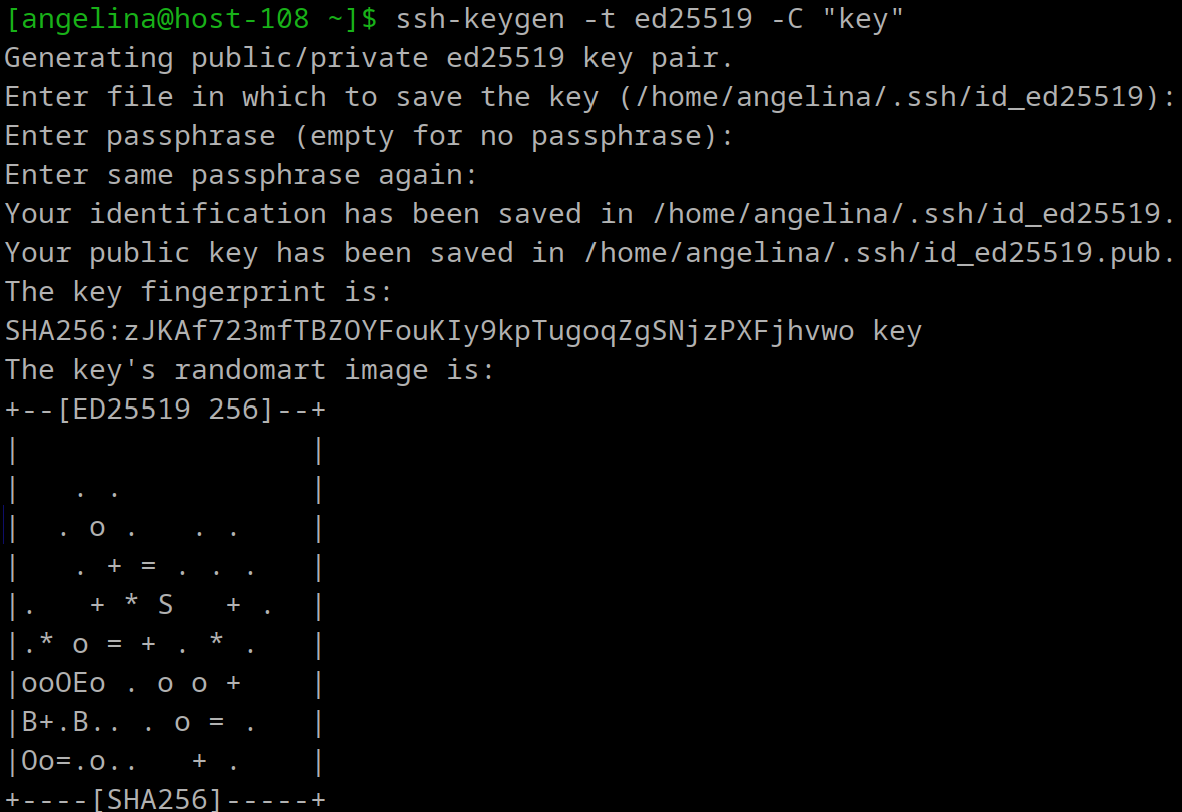 [angelina@host-108 ~]$ ssh-keygen -t ed25519 -C "key"
Generating public/private ed25519 key pair.
Enter file in which to save the key (/home/angelina/.ssh/id_ed25519):
Enter passphrase (empty for no passphrase):
Enter same passphrase again:
Your identification has been saved in /home/angelina/.ssh/id_ed25519.
Your public key has been saved in /home/angelina/.ssh/id_ed25519.pub.
The key fingerprint is:
SHA256:zJKAf723mfTBZOYFouKIy9kpTugoqZgSNjzPXFjhvwo key
The key's randomart image is:
+--[ED25519 256]--+
|                 |
|   . .           |
|  . o .   . .    |
|   . + = . . .   |
|.   + * S   + .  |
|.* o = + . * .   |
|ooOEo . o o +    |
|B+.B.. . o = .   |
|Oo=.o..   + .    |
+----[SHA256]-----+